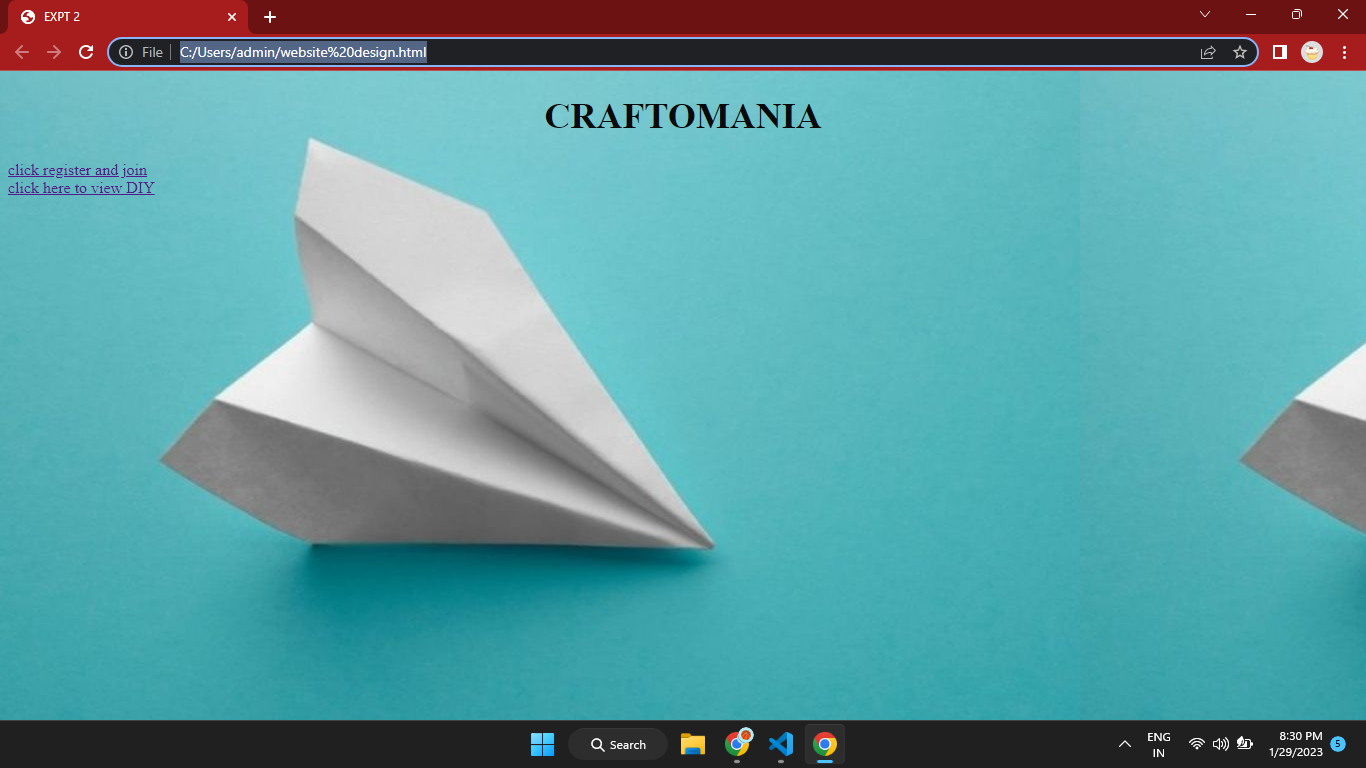 EXPT 2
File
C:/Users/admin/website%20design.html
CRAFTOMANIA
click register and join
click here to view DIY
Search
ENG
IN
8:30 PM
1/29/2023
5